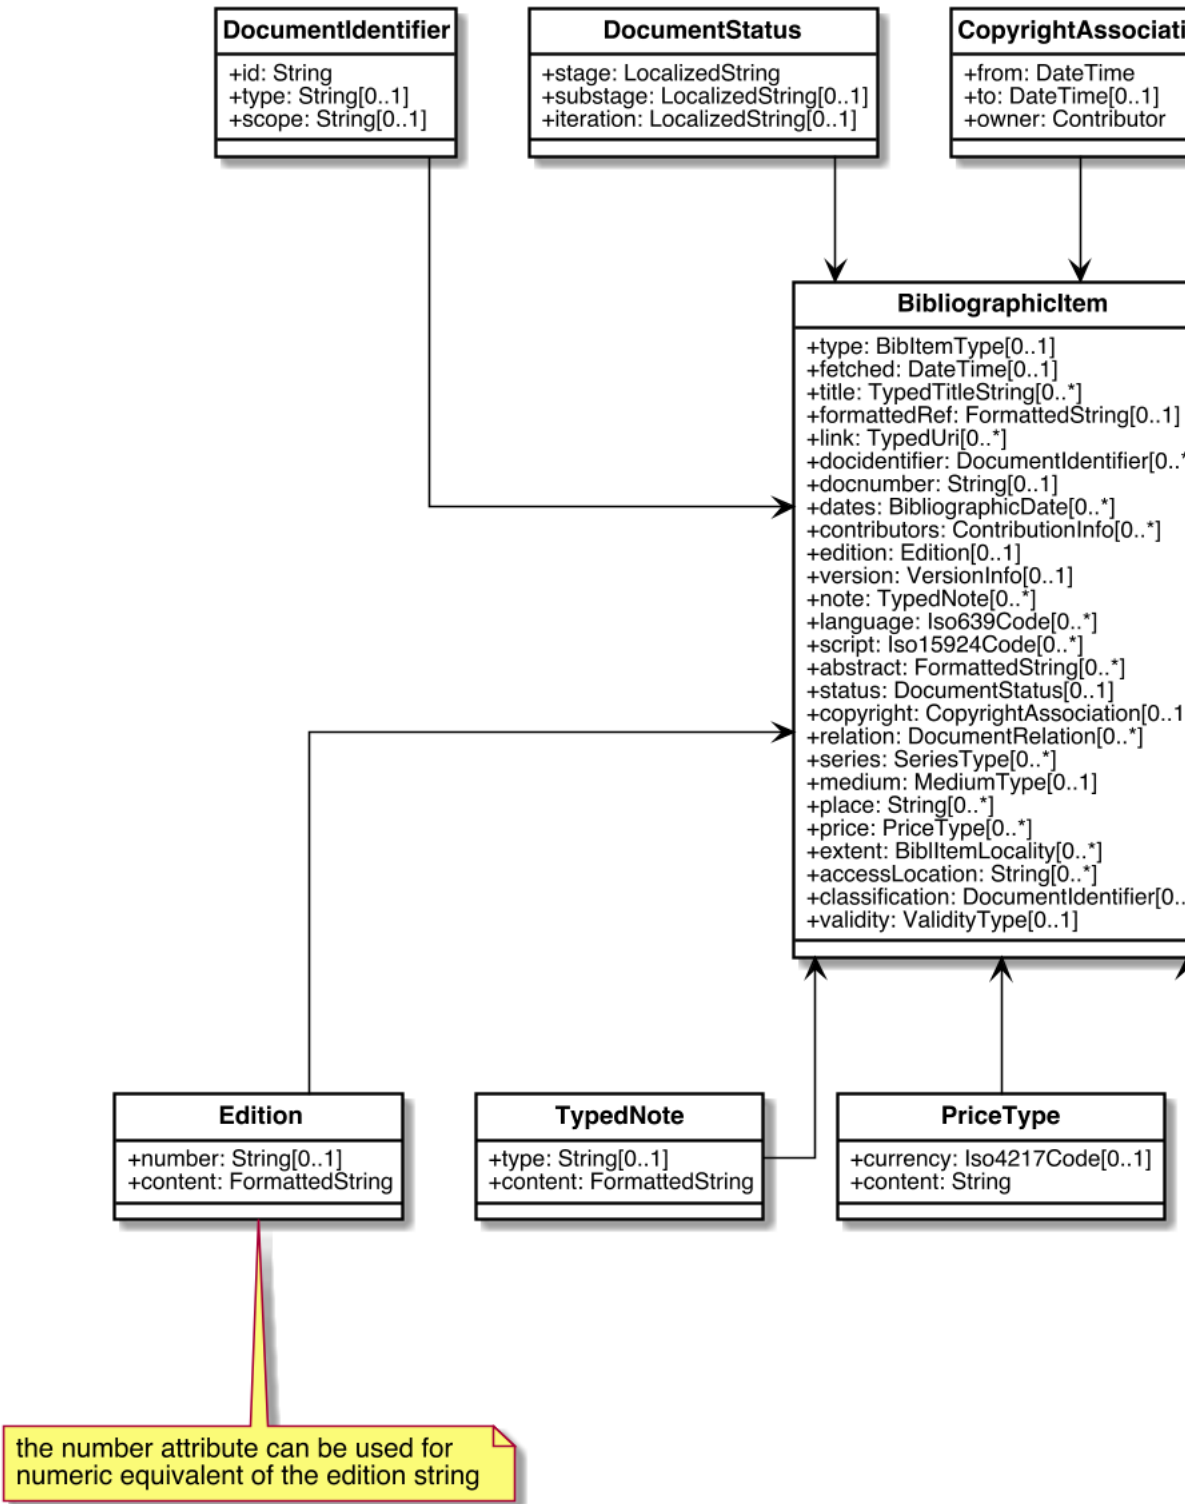 DocumentIdentifier
+id: String
+type: String[0..1]
+scope: String[0..1]
DocumentStatus
+stage: LocalizedString
+substage: LocalizedString[0..1]
+iteration: LocalizedString[0..1]
CopyrightAssociati
+from: DateTime
+to: DateTime[0..1]
+owner: Contributor
BibliographicItem
+type: BibItemType[0..1]
+fetched: DateTime[0..1]
+title: TypedTitleString[0..*]
+formattedRef: FormattedString[0..1]
+link: TypedUri[0..*]
+docidentifier: DocumentIdentifier[0..*
+docnumber: String[0..1]
+dates: BibliographicDate[0..*]
+contributors: ContributionInfo[0..*]
+edition: Edition[0..1]
+version: VersionInfo[0..1]
+note: TypedNote[0..*]
+language: Iso639Code[0..*]
+script: Iso15924Code[0..*]
+abstract: FormattedString[0..*]
+status: DocumentStatus[0..1]
+copyright: CopyrightAssociation[0..1
+relation: DocumentRelation[0..*]
+series: SeriesType[0..*]
+medium: MediumType[0..1]
+place: String[0..*]
+price: PriceType[0..*]
+extent: BiblItemLocality[0..*]
+accessLocation: String[0..*]
+classification: DocumentIdentifier[0..
+validity: ValidityType[0..1]
Edition
+number: String[0..1]
+content: FormattedString
TypedNote
+type: String[0..1]
+content: FormattedString
PriceType
+currency: Iso4217Code[0..1]
+content: String
the number attribute can be used for
numeric equivalent of the edition string